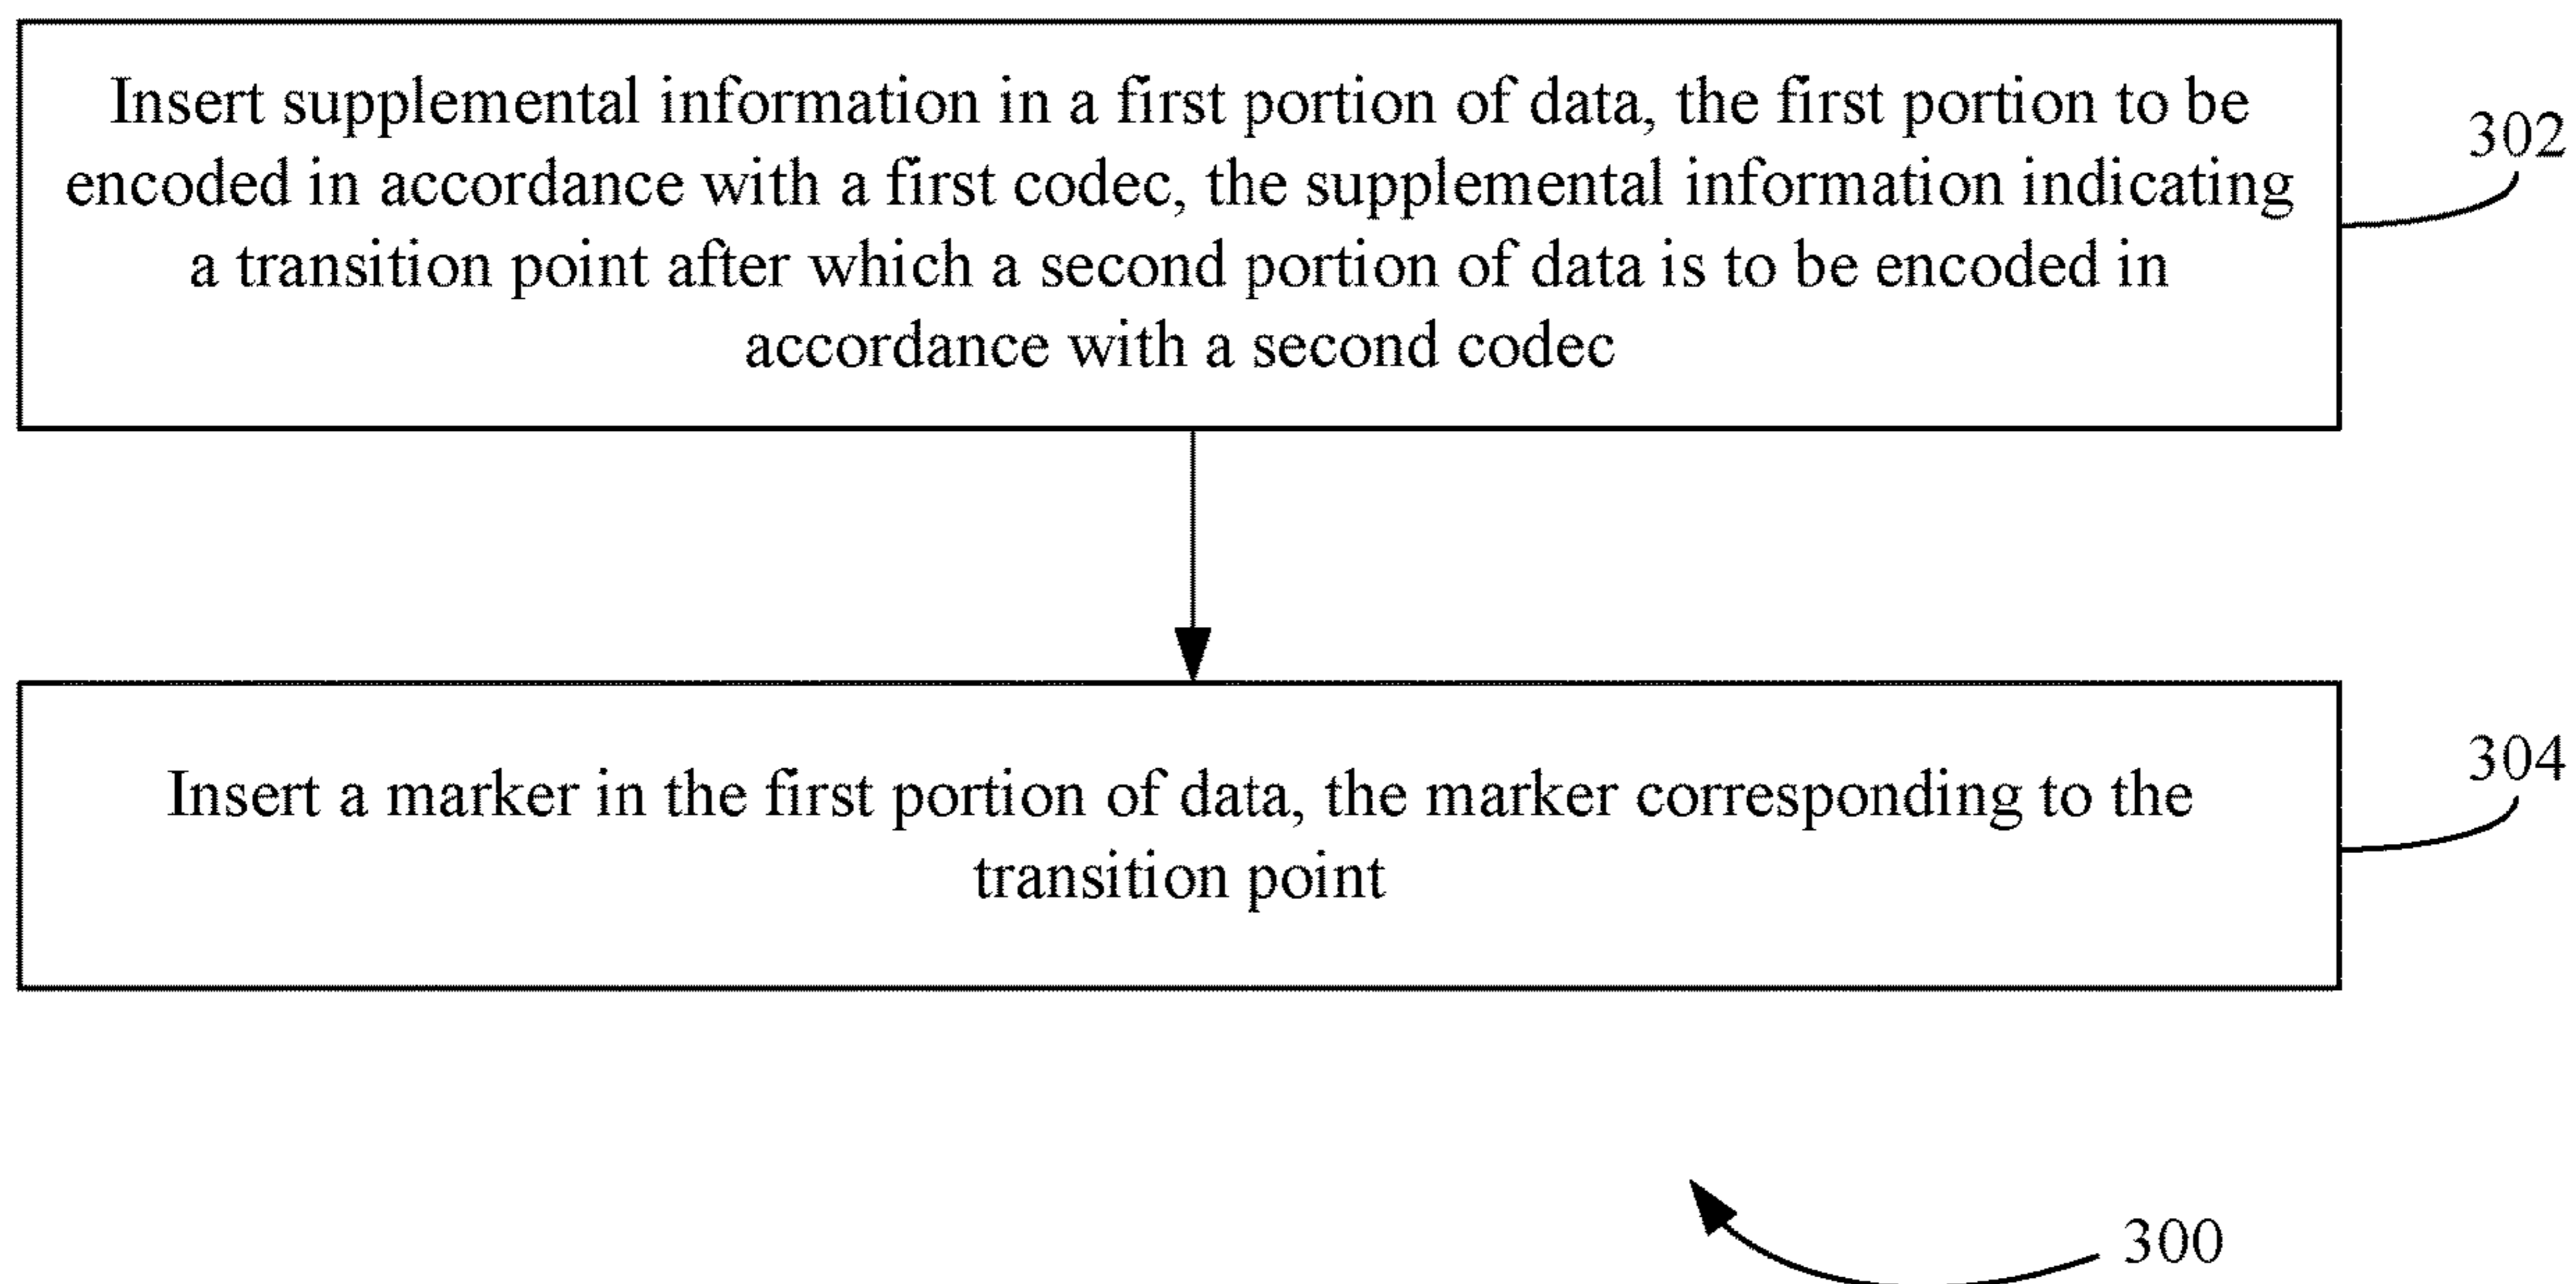 Insert supplemental information in a first portion of data, the first portion to be
encoded in accordance with a first codec, the supplemental information indicating
a transition point after which a second portion of data is to be encoded in
accordance with a second codec
302
Insert a marker in the first portion of data, the marker corresponding to the
transition point
304
300